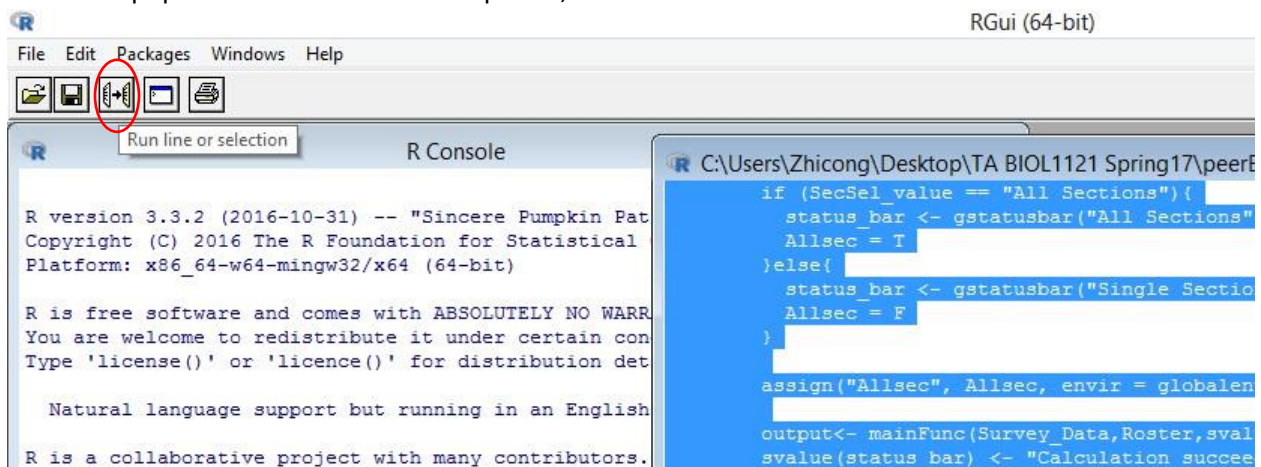 RGui (64-bit)
File Edit Packages Windows Help
Run line or selection
R Console
R version 3.3.2 (2016-10-31) -- "Sincere Pumpkin Pat
Copyright (C) 2016 The R Foundation for Statistical
Platform: x86_64-w64-mingw32/x64 (64-bit)
R is free software and comes with ABSOLUTELY NO WARR
You are welcome to redistribute it under certain con
Type 'license()' or 'licence()' for distribution det
Natural language support but running in an English
R is a collaborative project with many contributors.
C:\Users\Zhicong\Desktop\TA BIOL1121 Spring17\peerE
if (SecSel_value == "All Sections"){
status_bar <- gstatusbar("All Sections"
Allsec = T
}else{
status_bar <- gstatusbar("Single Sectio
Allsec = F
}
assign("Allsec", Allsec, envir = globalen
output<- mainFunc(Survey_Data,Roster,sval
svalue(status_bar) <- "Calculation succee